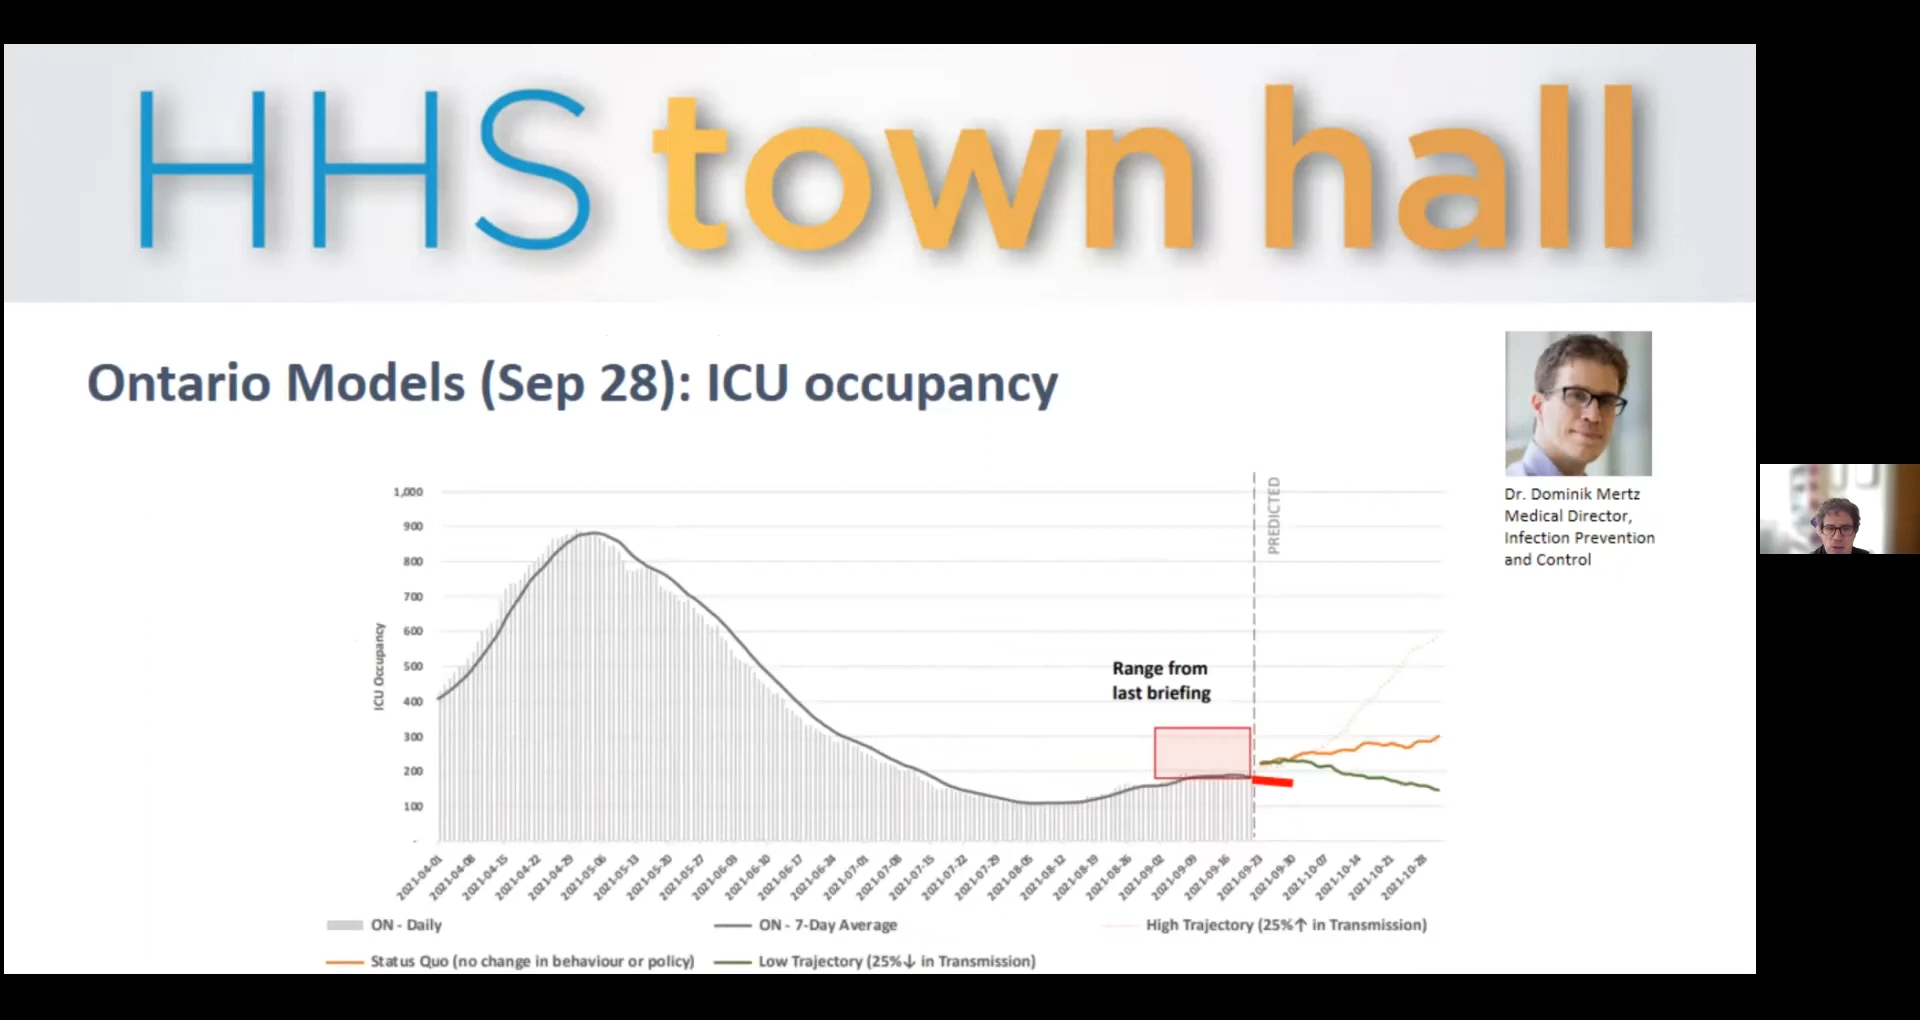 HHS town hall
Ontario Models (Sep 28): ICU occupancy
Dr. Dominik Mertz
Medical Director,
Infection Prevention
and Control
PREDICTED
Range from
last briefing
ICU Occupancy
1,000
900
800
700
600
500
400
300
200
100
-
2021-04-01
2021-04-08
2021-04-15
2021-04-22
2021-04-29
2021-05-06
2021-05-13
2021-05-20
2021-05-27
2021-06-03
2021-06-10
2021-06-17
2021-06-24
2021-07-01
2021-07-08
2021-07-15
2021-07-22
2021-07-29
2021-08-05
2021-08-12
2021-08-19
2021-08-26
2021-09-02
2021-09-09
2021-09-16
2021-09-23
2021-09-30
2021-10-07
2021-10-14
2021-10-21
2021-10-28
ON - Daily
ON - 7-Day Average
High Trajectory (25%↑ in Transmission)
Status Quo (no change in behaviour or policy)
Low Trajectory (25%↓ in Transmission)